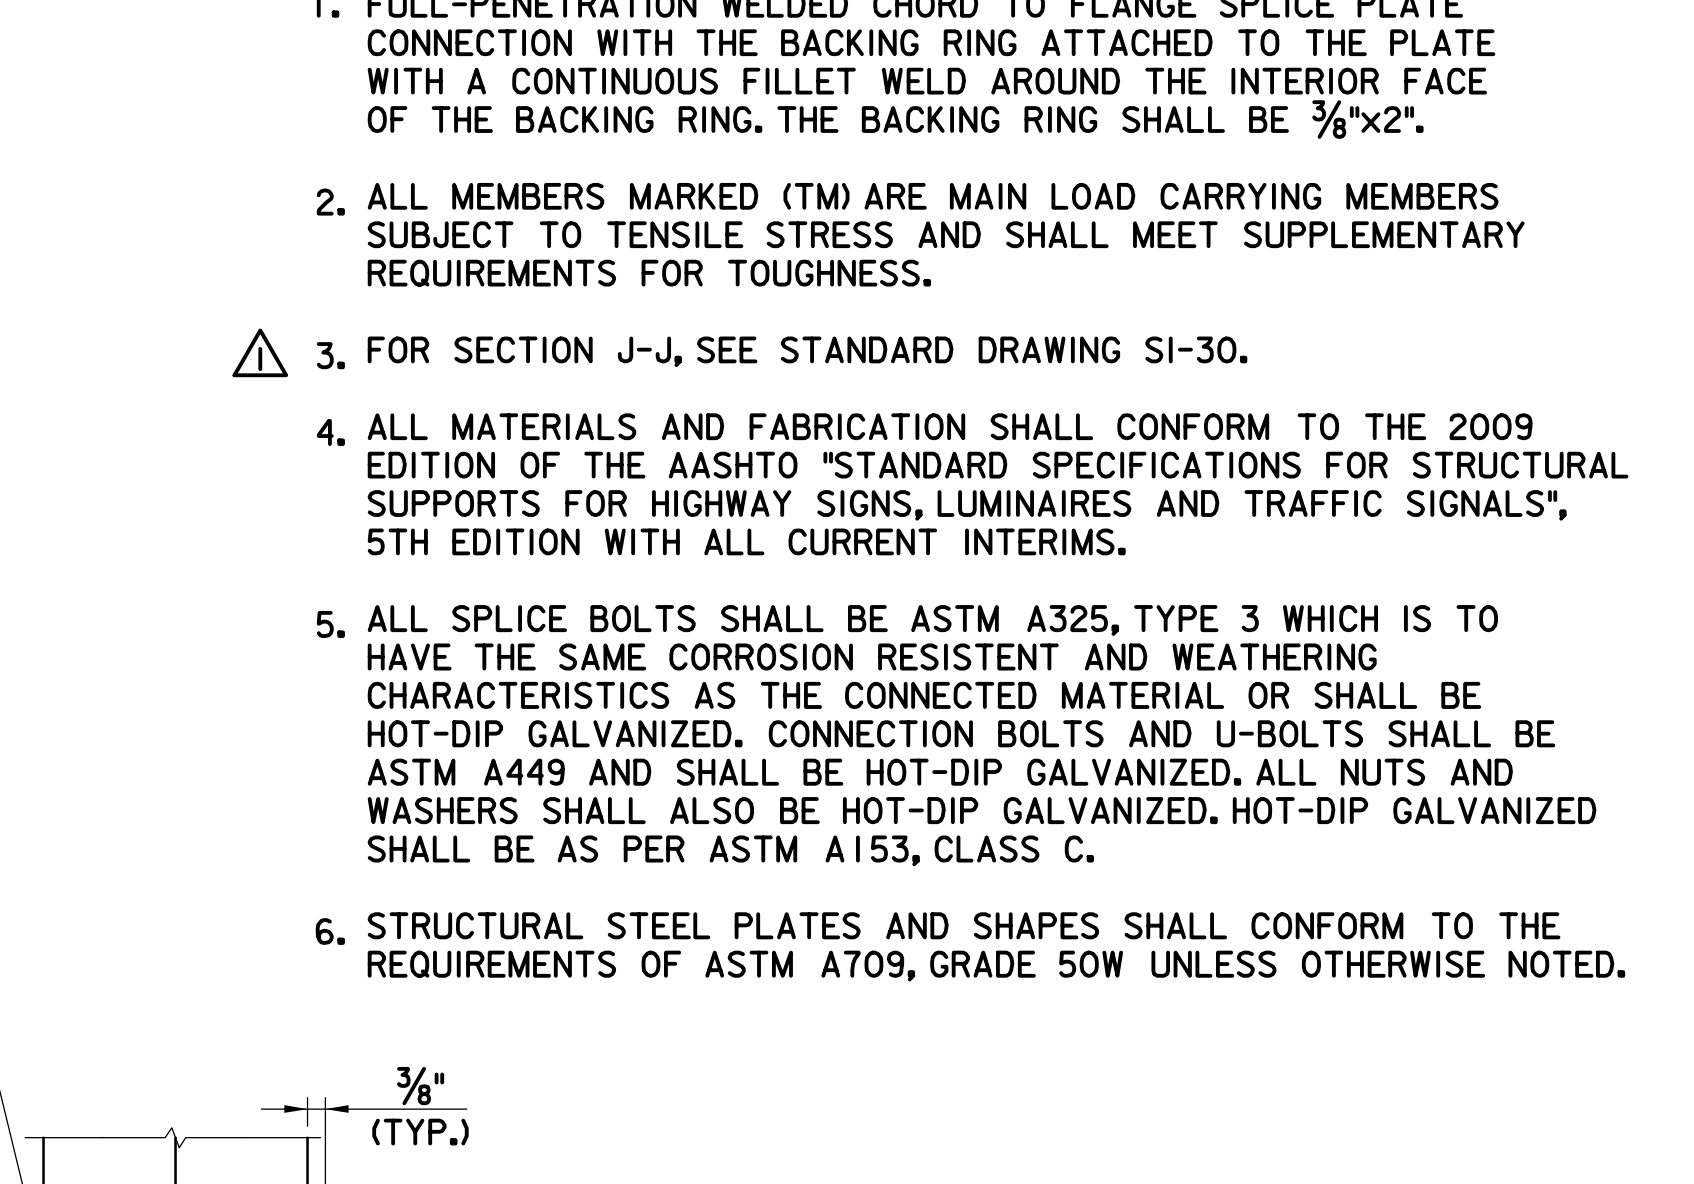 1. FULL-PENETRATION WELDED CHORD TO FLANGE SPLICE PLATE
CONNECTION WITH THE BACKING RING ATTACHED TO THE PLATE
WITH A CONTINUOUS FILLET WELD AROUND THE INTERIOR FACE
OF THE BACKING RING. THE BACKING RING SHALL BE 3/8"x2".
2. ALL MEMBERS MARKED (TM) ARE MAIN LOAD CARRYING MEMBERS
SUBJECT TO TENSILE STRESS AND SHALL MEET SUPPLEMENTARY
REQUIREMENTS FOR TOUGHNESS.
1 3. FOR SECTION J-J, SEE STANDARD DRAWING SI-30.
4. ALL MATERIALS AND FABRICATION SHALL CONFORM TO THE 2009
EDITION OF THE AASHTO "STANDARD SPECIFICATIONS FOR STRUCTURAL
SUPPORTS FOR HIGHWAY SIGNS, LUMINAIRES AND TRAFFIC SIGNALS",
5TH EDITION WITH ALL CURRENT INTERIMS.
5. ALL SPLICE BOLTS SHALL BE ASTM A325, TYPE 3 WHICH IS TO
HAVE THE SAME CORROSION RESISTENT AND WEATHERING
CHARACTERISTICS AS THE CONNECTED MATERIAL OR SHALL BE
HOT-DIP GALVANIZED. CONNECTION BOLTS AND U-BOLTS SHALL BE
ASTM A449 AND SHALL BE HOT-DIP GALVANIZED. ALL NUTS AND
WASHERS SHALL ALSO BE HOT-DIP GALVANIZED. HOT-DIP GALVANIZED
SHALL BE AS PER ASTM A153, CLASS C.
6. STRUCTURAL STEEL PLATES AND SHAPES SHALL CONFORM TO THE
REQUIREMENTS OF ASTM A709, GRADE 50W UNLESS OTHERWISE NOTED.
3/8"
(TYP.)